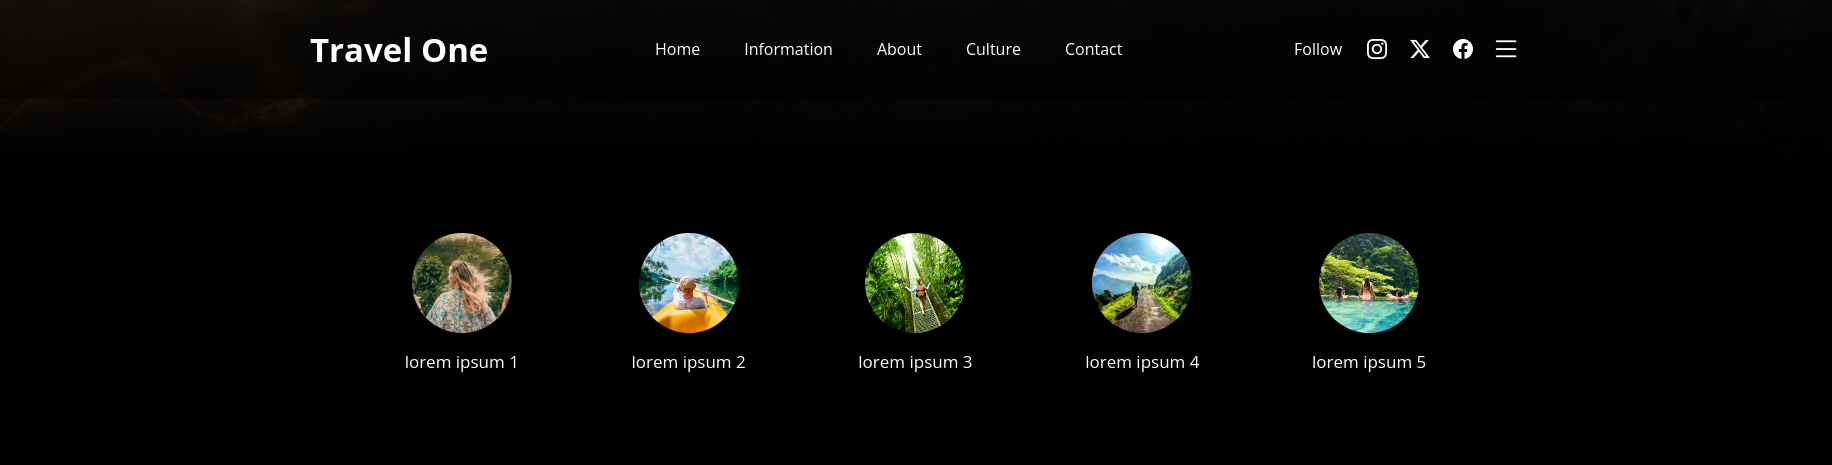 Travel One
Home Information About Culture Contact
Follow
lorem ipsum 1
lorem ipsum 2
lorem ipsum 3
lorem ipsum 4
lorem ipsum 5